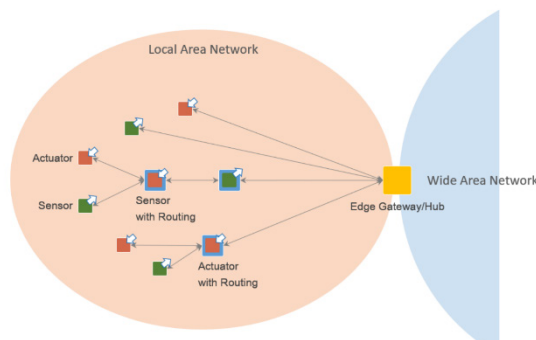 Local Area Network
Actuator
Sensor
Sensor
with Routing
Wide Area Network
Edge Gateway/Hub
Actuator
with Routing